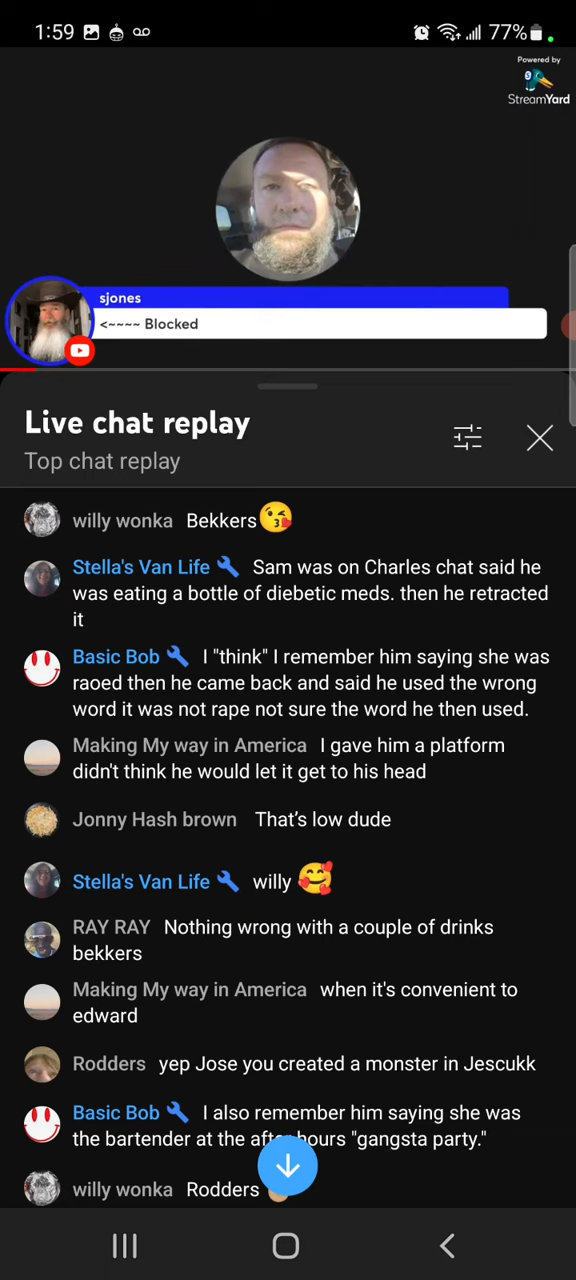 1:59
77%
Powered by
StreamYard
sjones
<~~~~ Blocked
Live chat replay
Top chat replay
willy wonka Bekkers
Stella's Van Life Sam was on Charles chat said he
was eating a bottle of diebetic meds. then he retracted
it
Basic Bob I "think" I remember him saying she was
raoed then he came back and said he used the wrong
word it was not rape not sure the word he then used.
Making My way in America I gave him a platform
didn't think he would let it get to his head
Jonny Hash brown That's low dude
Stella's Van Life willy
RAY RAY Nothing wrong with a couple of drinks
bekkers
Making My way in America when it's convenient to
edward
Rodders yep Jose you created a monster in Jescukk
Basic Bob I also remember him saying she was
the bartender at the after hours "gangsta party."
willy wonka Rodders